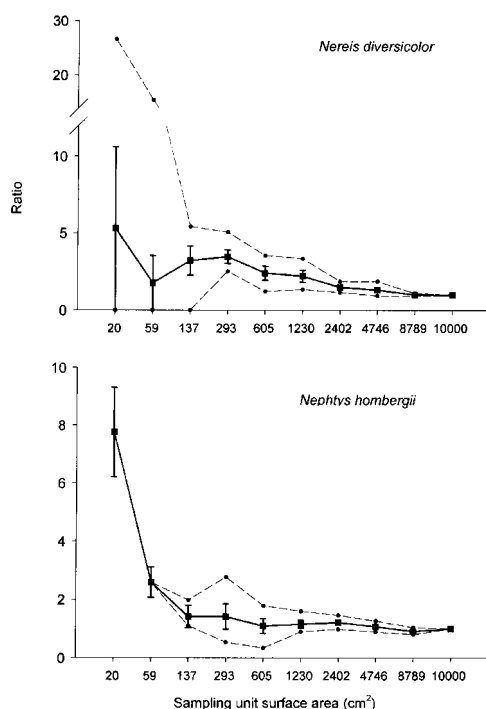 Nereis diversicolor
30
20
10
5
0
Ratio
20 59 137 293 605 1230 2402 4746 8789 10000
Nephtys hombergii
10
8
6
4
2
0
20 59 137 293 605 1230 2402 4746 8789 10000
Sampling unit surface area (cm²)